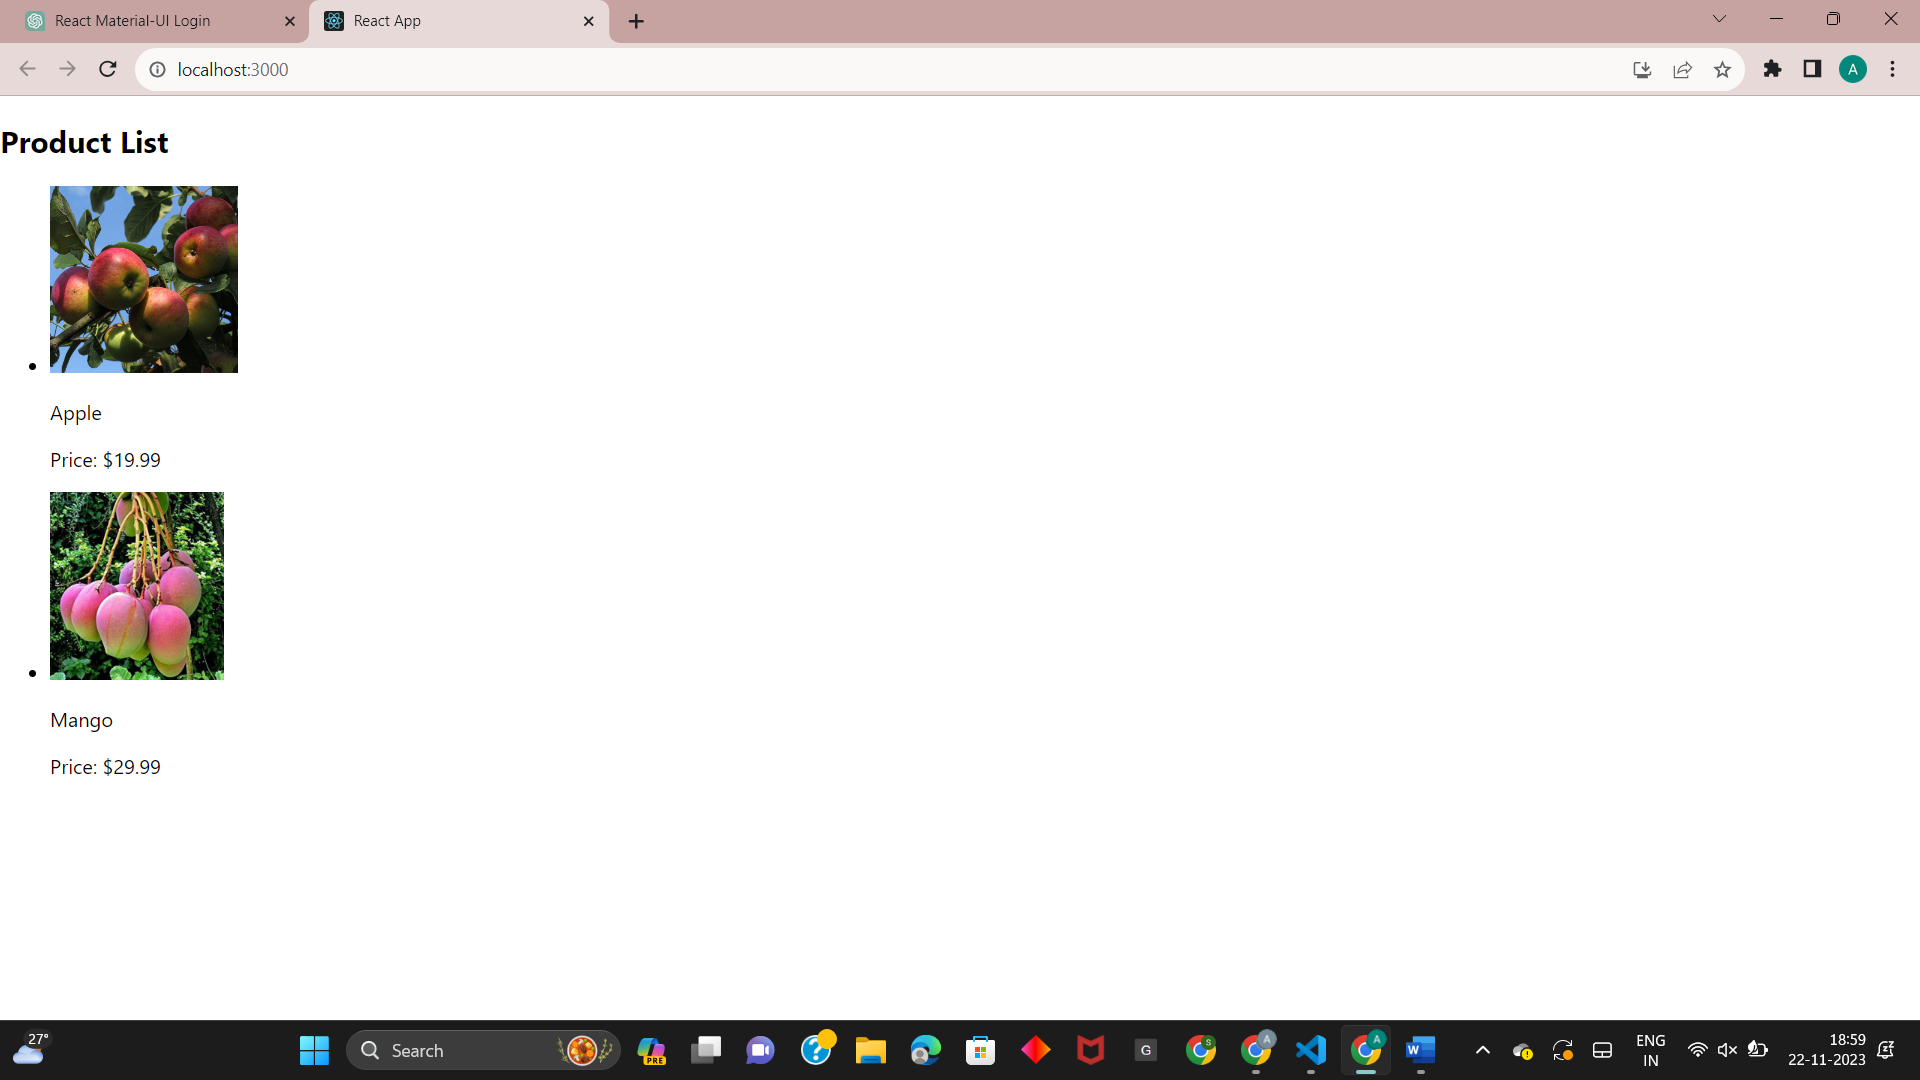 React Material-UI Login
React App
localhost:3000
A
Product List
Apple
Price: $19.99
Mango
Price: $29.99
27°
Search
PRE
G
S
A
A
W
ENG
IN
18:59
22-11-2023